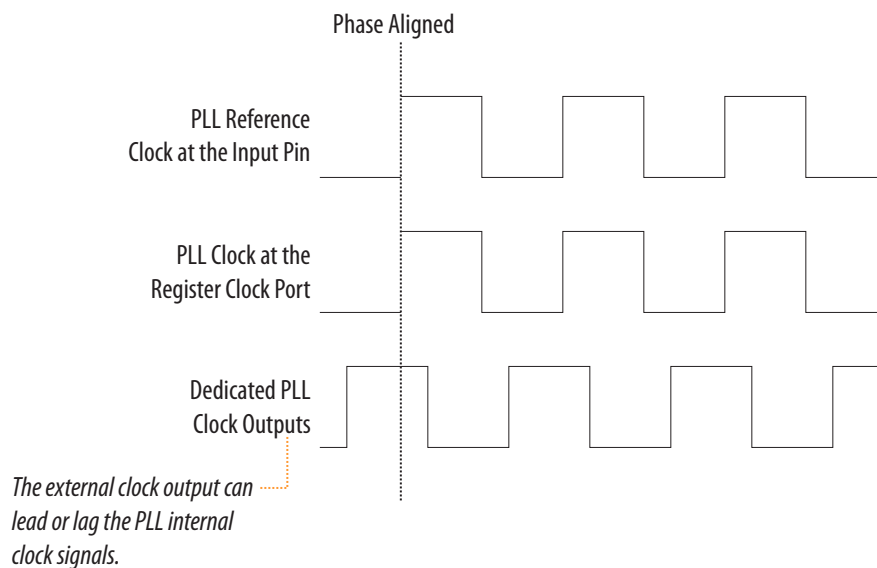 Phase Aligned
PLL Reference
Clock at the Input Pin
PLL Clock at the
Register Clock Port
Dedicated PLL
Clock Outputs
The external clock output can
lead or lag the PLL internal
clock signals.